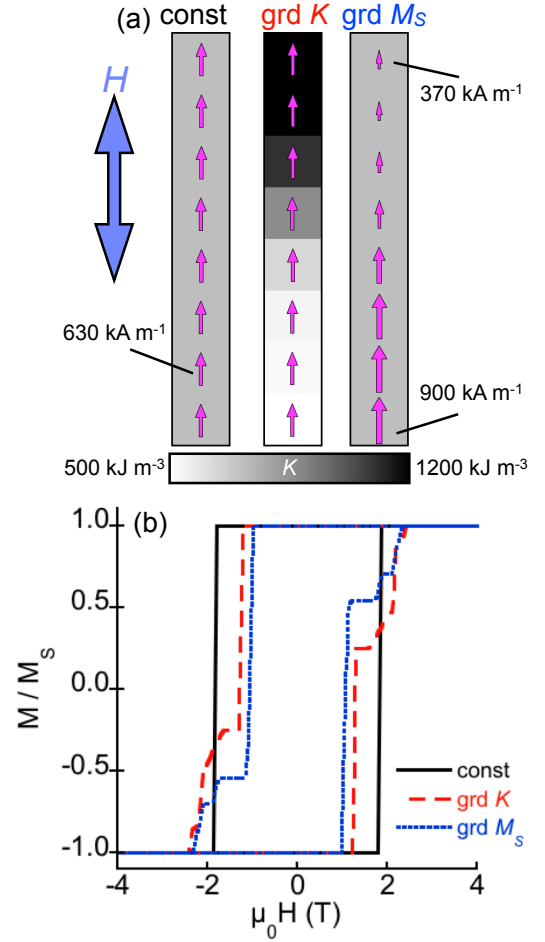 (a) const grd K grd Mₛ
H
370 kA m⁻¹
630 kA m⁻¹
900 kA m⁻¹
500 kJ m⁻³ K 1200 kJ m⁻³
(b)
1.0
0.5
0.0
-0.5
-1.0
M / Mₛ
const
grd K
grd Mₛ
-4 -2 0 2 4
μ₀H (T)